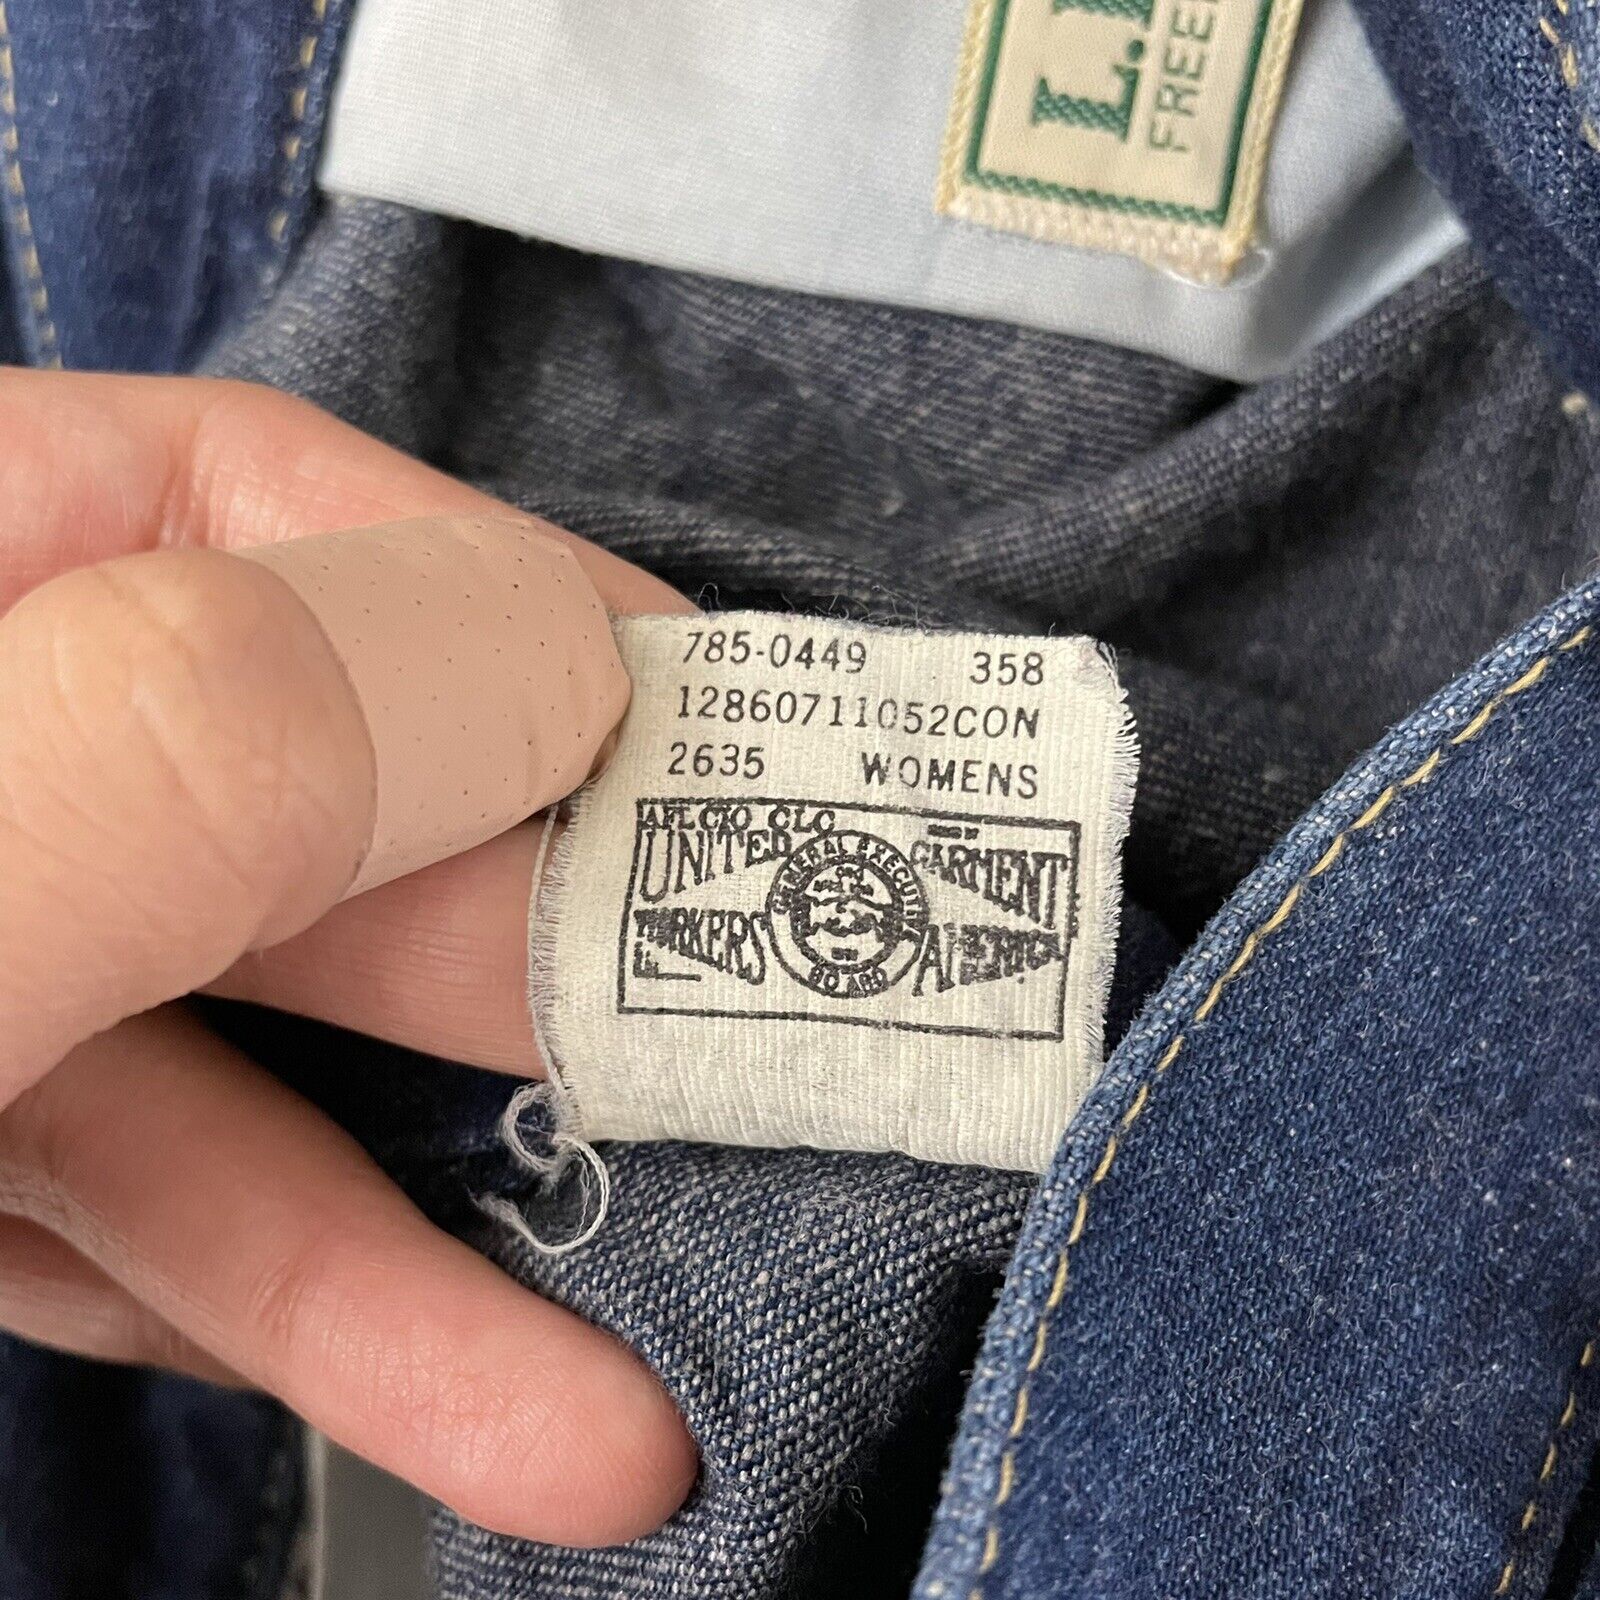 L.
FREE
785-0449 358
12860711052CON
2635 WOMENS
AFL CIO CLC
UNITED GARMENT
WORKERS AMERICA
GENERAL EXECUTIVE
BOARD